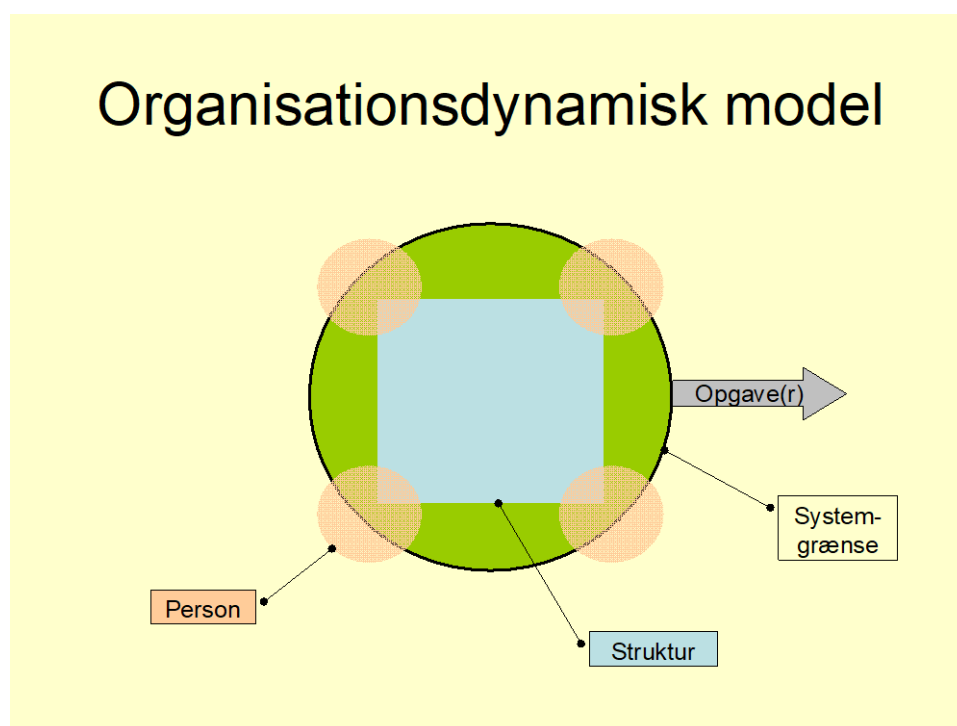 Organisationsdynamisk model
Opgave(r)
System-
grænse
Person
Struktur